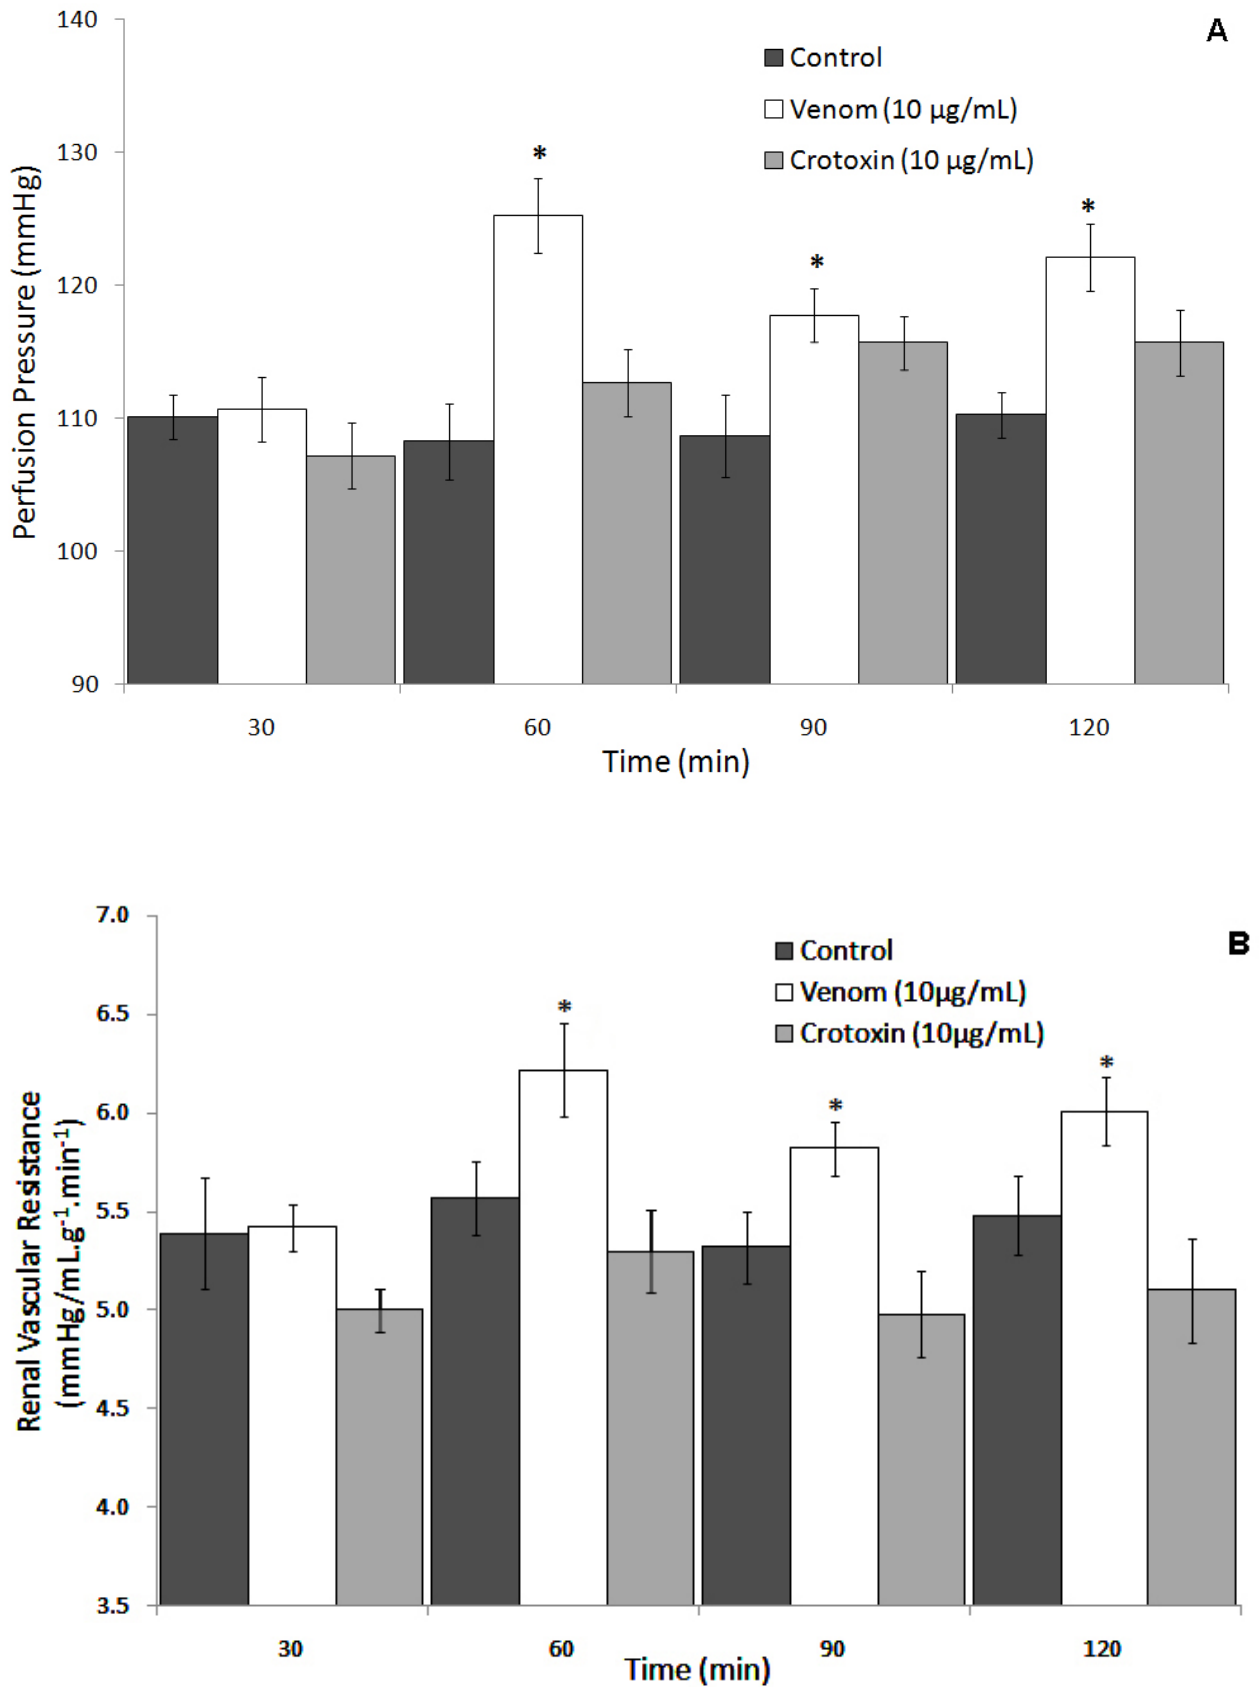 A
140
Control
Venom (10 µg/mL)
*
130
Crotoxin (10 µg/mL)
*
*
120
110
100
90
Perfusion Pressure (mmHg)
30 60 90 120
Time (min)
B
7.0
Control
Venom (10µg/mL)
*
6.5
Crotoxin (10µg/mL)
*
*
6.0
5.5
5.0
4.5
4.0
3.5
Renal Vascular Resistance
(mmHg/mL.g⁻¹.min⁻¹)
30 60 90 120
Time (min)